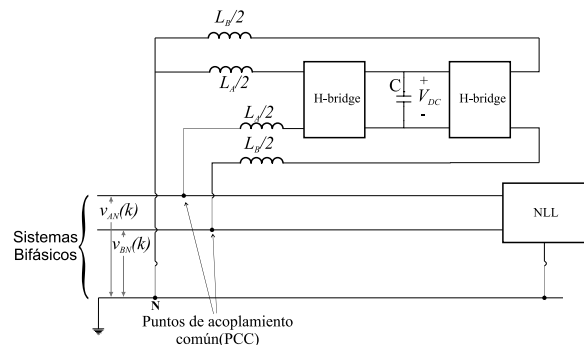 L_B/2
L_A/2
H-bridge
C
+
V_DC
-
H-bridge
L_A/2
L_B/2
v_AN(k)
v_BN(k)
Sistemas
Bifásicos
NLL
N
Puntos de acoplamiento
común(PCC)